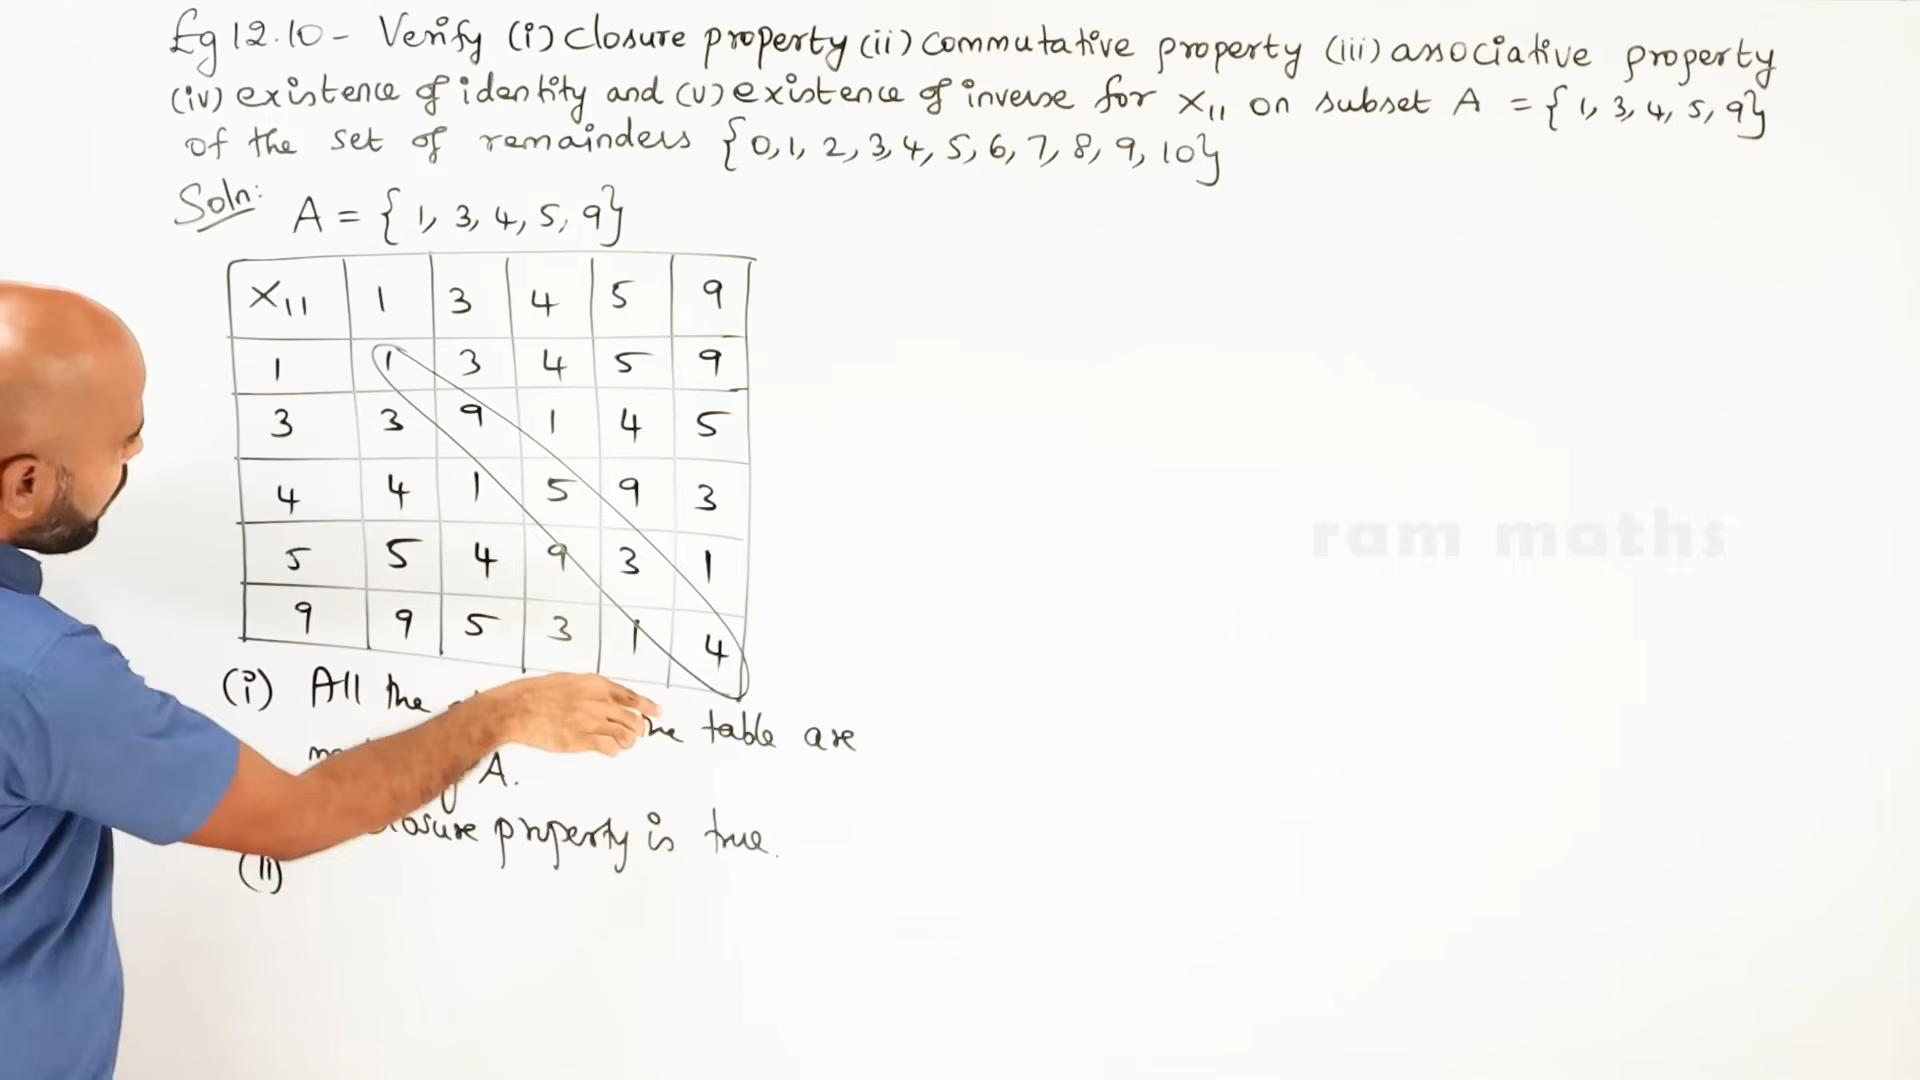 Eg 12.10 - Verify (i) closure property (ii) commutative property (iii) associative property
(iv) existence of identity and (v) existence of inverse for ×₁₁ on subset A = {1, 3, 4, 5, 9}
of the set of remainders {0, 1, 2, 3, 4, 5, 6, 7, 8, 9, 10}
Soln: A = {1, 3, 4, 5, 9}
×₁₁ 1 3 4 5 9
1 1 3 4 5 9
3 3 9 1 4 5
4 4 1 5 9 3
5 5 4 9 3 1
9 9 5 3 1 4
(i) All the table are
A.
property is true.
(ii)
ram maths